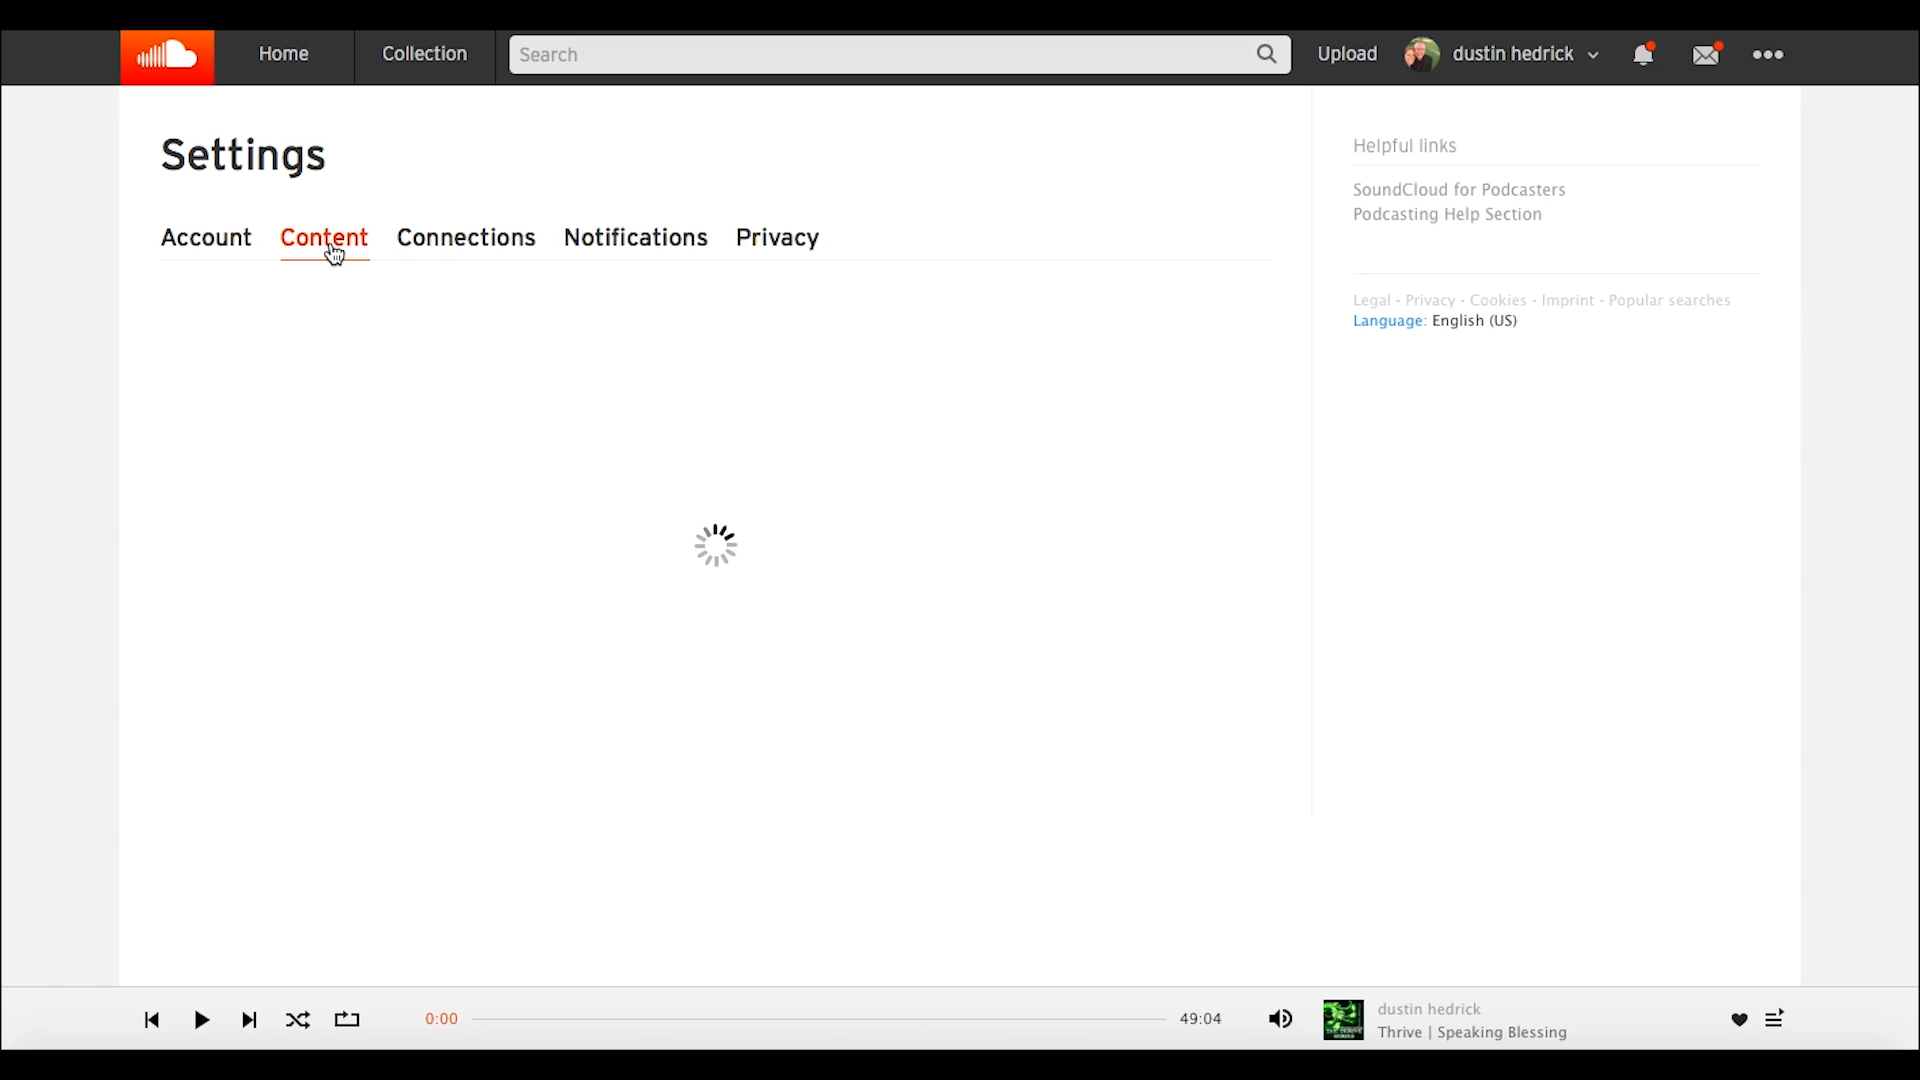 Home
Collection
Search
Upload
dustin hedrick
Settings
Account
Content
Connections
Notifications
Privacy
Helpful links
SoundCloud for Podcasters
Podcasting Help Section
Legal - Privacy - Cookies - Imprint - Popular searches
Language: English (US)
0:00
49:04
dustin hedrick
Thrive | Speaking Blessing